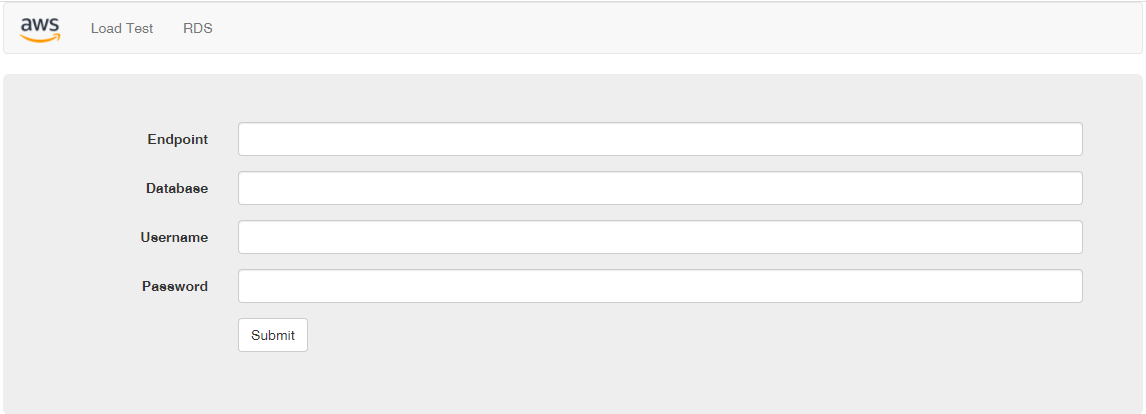 aws Load Test RDS
Endpoint
Database
Username
Password
Submit